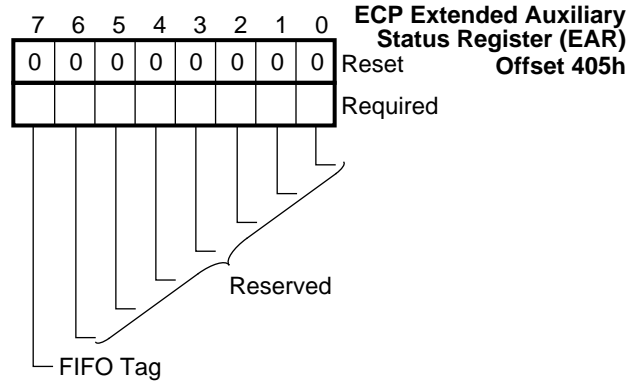 7 6 5 4 3 2 1 0
ECP Extended Auxiliary
Status Register (EAR)
0 0 0 0 0 0 0 0 Reset
Offset 405h
Required
Reserved
FIFO Tag